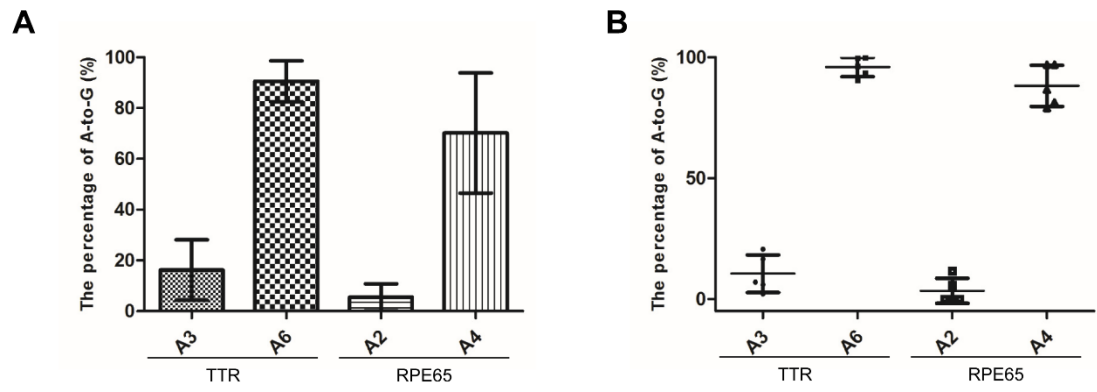 A
The percentage of A-to-G (%)
100
80
60
40
20
0
A3
A6
A2
A4
TTR
RPE65
B
The percentage of A-to-G (%)
100
50
0
A3
A6
A2
A4
TTR
RPE65